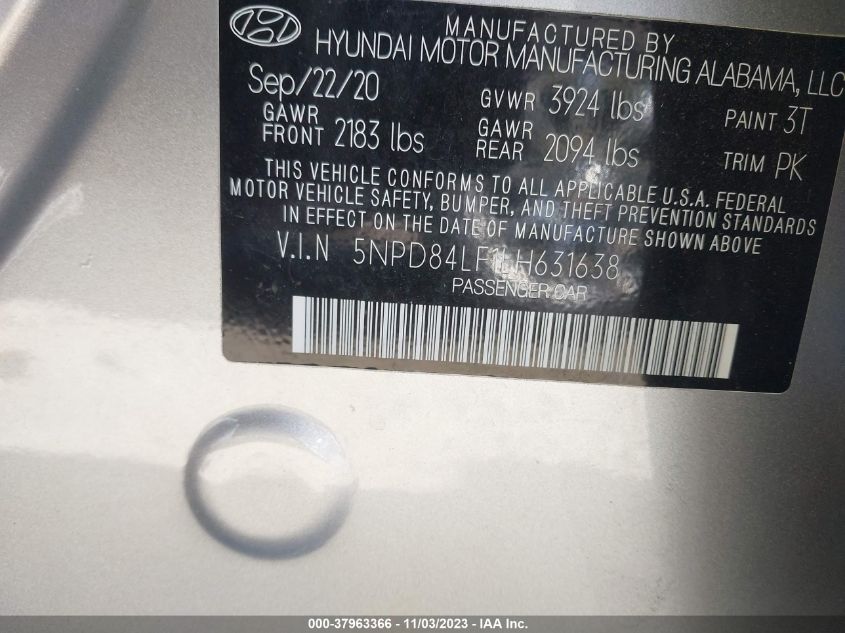 MANUFACTURED BY
HYUNDAI MOTOR MANUFACTURING ALABAMA, LLC
Sep/22/20 GVWR 3924 lbs PAINT 3T
GAWR FRONT 2183 lbs GAWR REAR 2094 lbs TRIM PK
THIS VEHICLE CONFORMS TO ALL APPLICABLE U.S.A. FEDERAL
MOTOR VEHICLE SAFETY, BUMPER, AND THEFT PREVENTION STANDARDS
IN EFFECT ON THE DATE OF MANUFACTURE SHOWN ABOVE.
V.I.N 5NPD84LF1LH631638
PASSENGER CAR
000-37963366 - 11/03/2023 - IAA Inc.